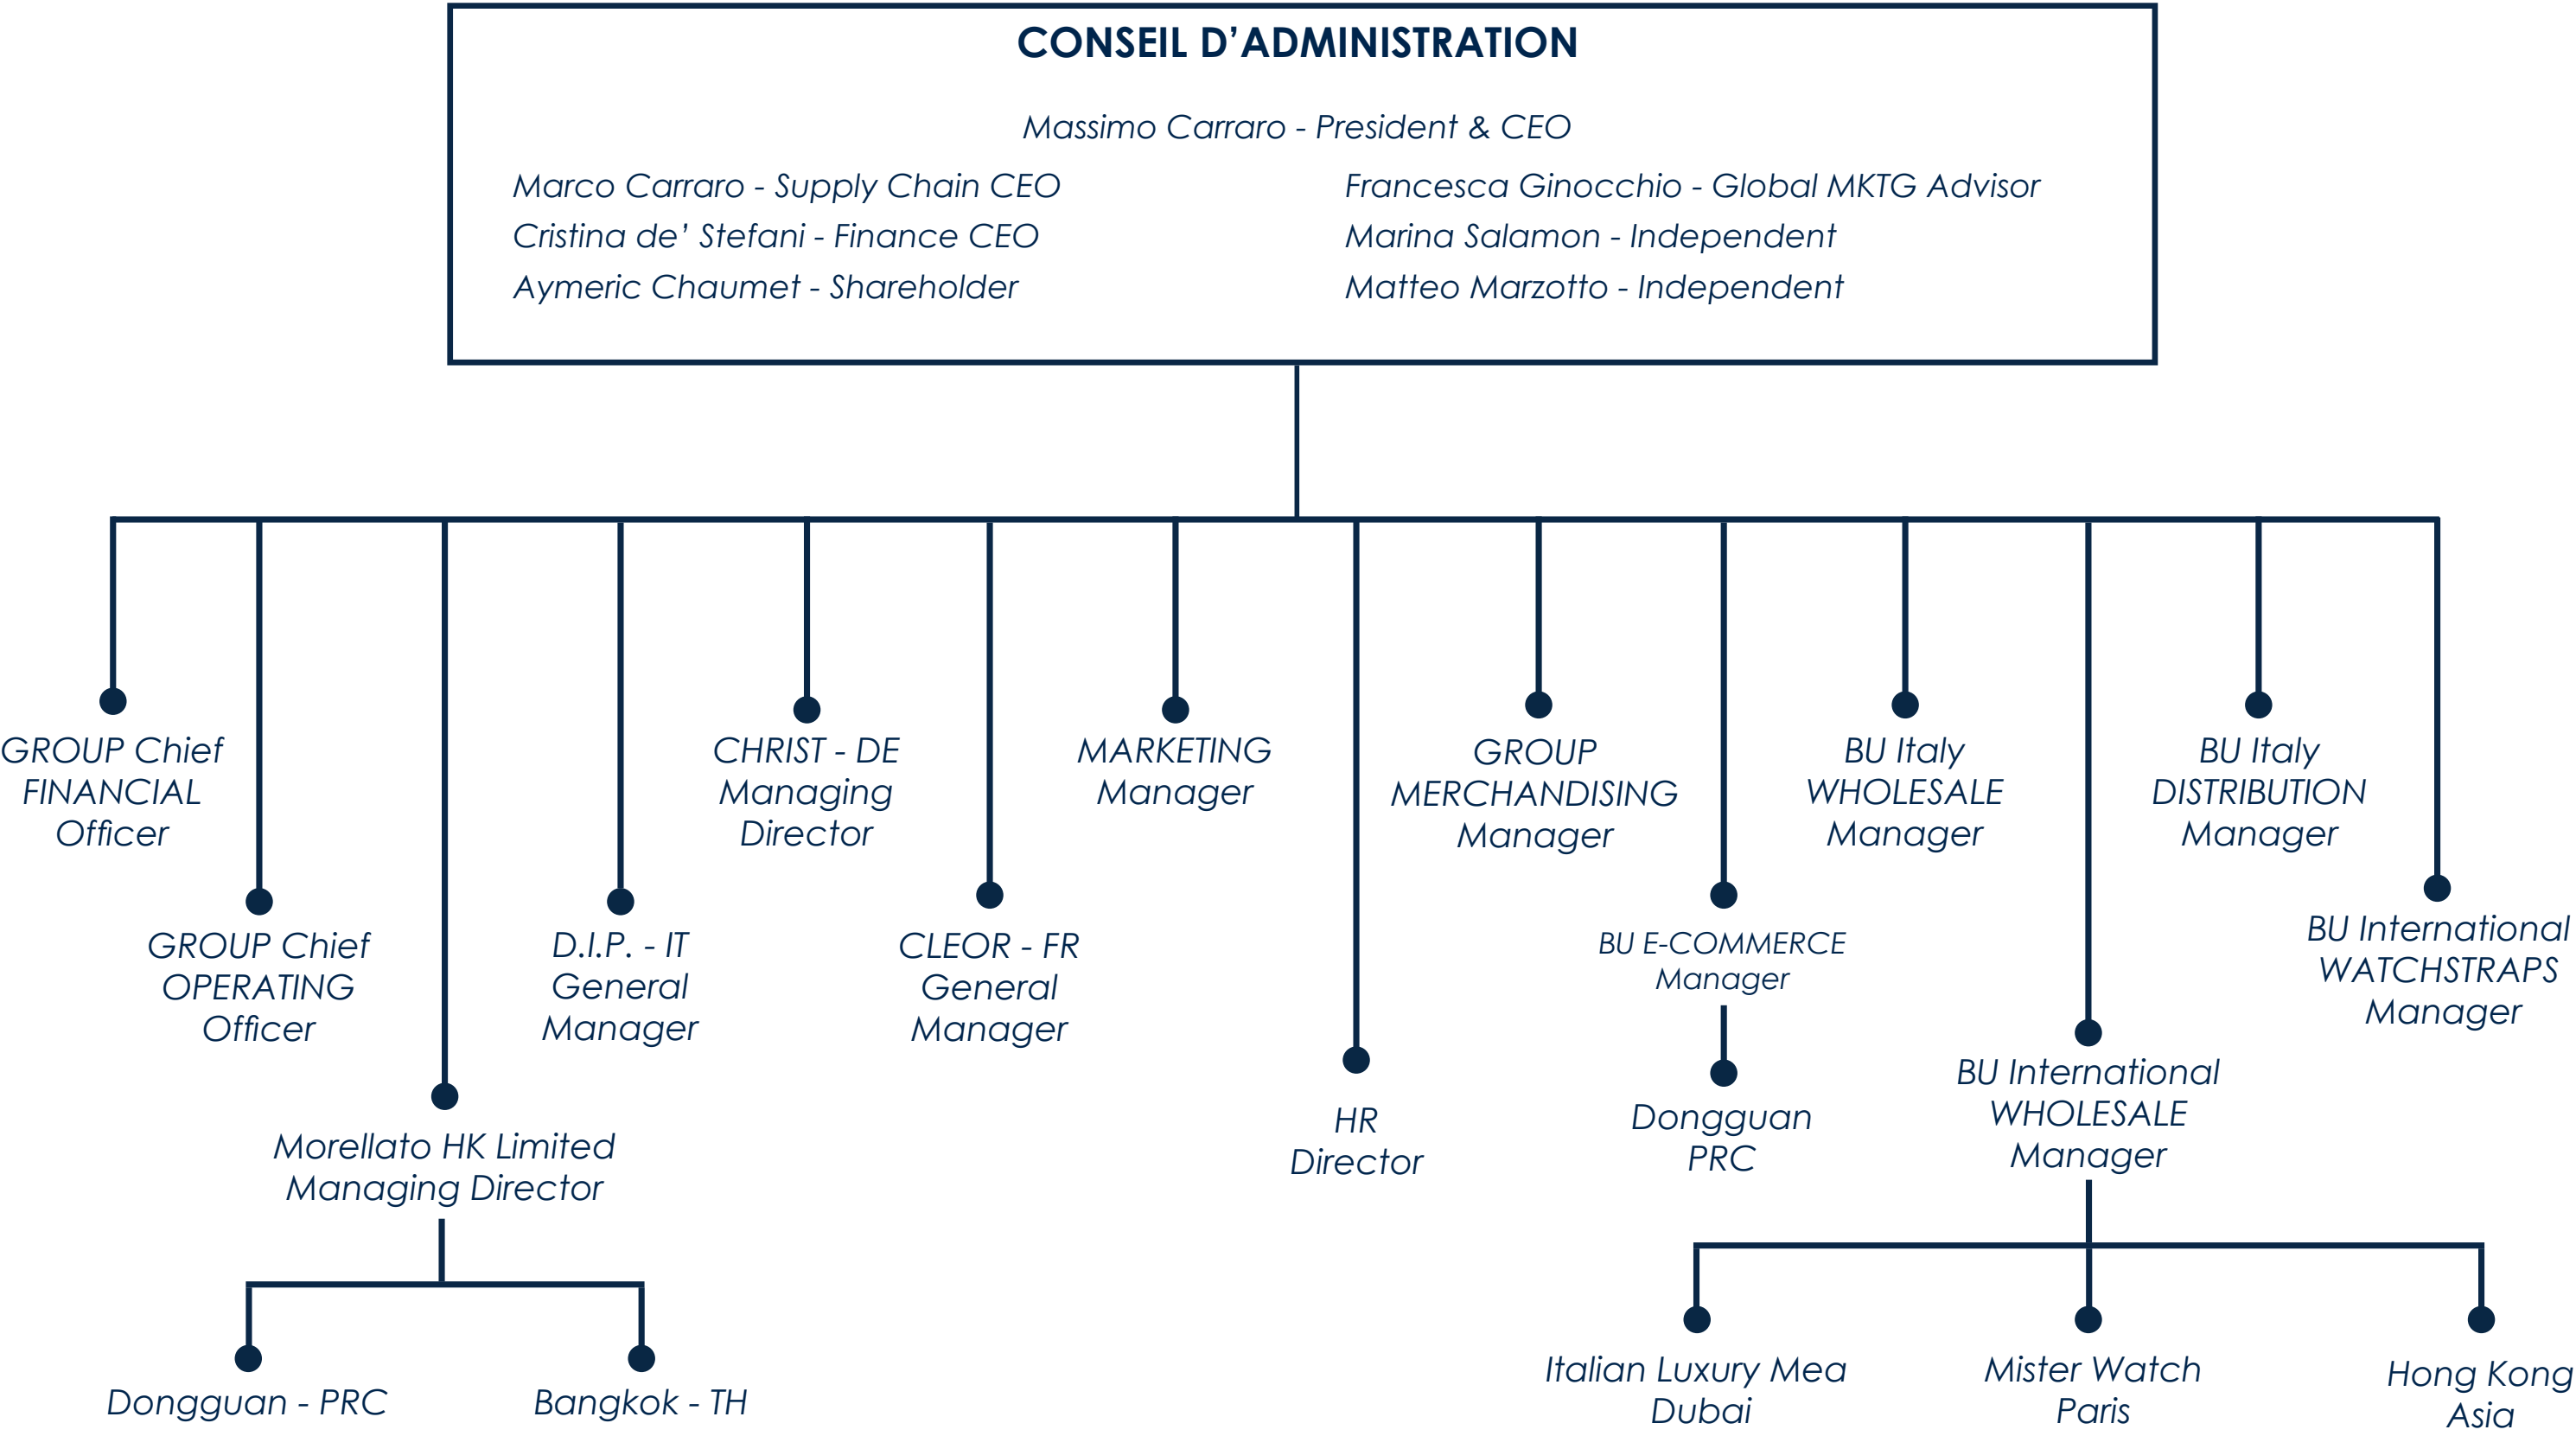 CONSEIL D’ADMINISTRATION
Massimo Carraro - President & CEO
Marco Carraro - Supply Chain CEO
Cristina de’ Stefani - Finance CEO
Aymeric Chaumet - Shareholder
Francesca Ginocchio - Global MKTG Advisor
Marina Salamon - Independent
Matteo Marzotto - Independent
GROUP Chief
FINANCIAL
Officer
GROUP Chief
OPERATING
Officer
Morellato HK Limited
Managing Director
Dongguan - PRC
Bangkok - TH
D.I.P. - IT
General
Manager
CHRIST - DE
Managing
Director
CLEOR - FR
General
Manager
MARKETING
Manager
HR
Director
GROUP
MERCHANDISING
Manager
BU E-COMMERCE
Manager
Dongguan
PRC
BU Italy
WHOLESALE
Manager
BU International
WHOLESALE
Manager
Italian Luxury Mea
Dubai
Mister Watch
Paris
Hong Kong
Asia
BU Italy
DISTRIBUTION
Manager
BU International
WATCHSTRAPS
Manager